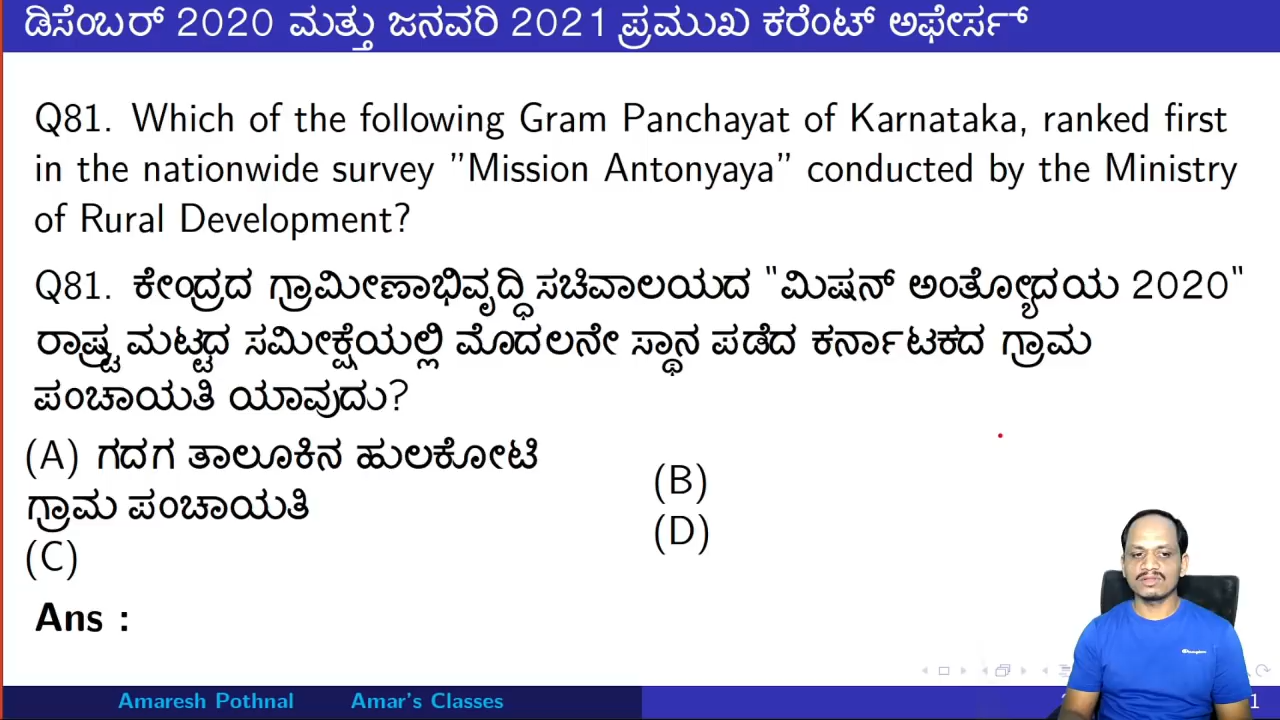 ಡಿಸೆಂಬರ್ 2020 ಮತ್ತು ಜನವರಿ 2021 ಪ್ರಮುಖ ಕರೆಂಟ್ ಅಫೇರ್ಸ್
Q81. Which of the following Gram Panchayat of Karnataka, ranked first
in the nationwide survey ”Mission Antonyaya” conducted by the Ministry
of Rural Development?
Q81. ಕೇಂದ್ರದ ಗ್ರಾಮೀಣಾಭಿವೃದ್ಧಿ ಸಚಿವಾಲಯದ "ಮಿಷನ್ ಅಂತ್ಯೋದಯ 2020"
ರಾಷ್ಟ್ರ ಮಟ್ಟದ ಸಮೀಕ್ಷೆಯಲ್ಲಿ ಮೊದಲನೇ ಸ್ಥಾನ ಪಡೆದ ಕರ್ನಾಟಕದ ಗ್ರಾಮ
ಪಂಚಾಯತಿ ಯಾವುದು?
(A) ಗದಗ ತಾಲೂಕಿನ ಹುಲಕೋಟಿ
ಗ್ರಾಮ ಪಂಚಾಯತಿ
(B)
(C)
(D)
Ans :
Amaresh Pothnal Amar's Classes